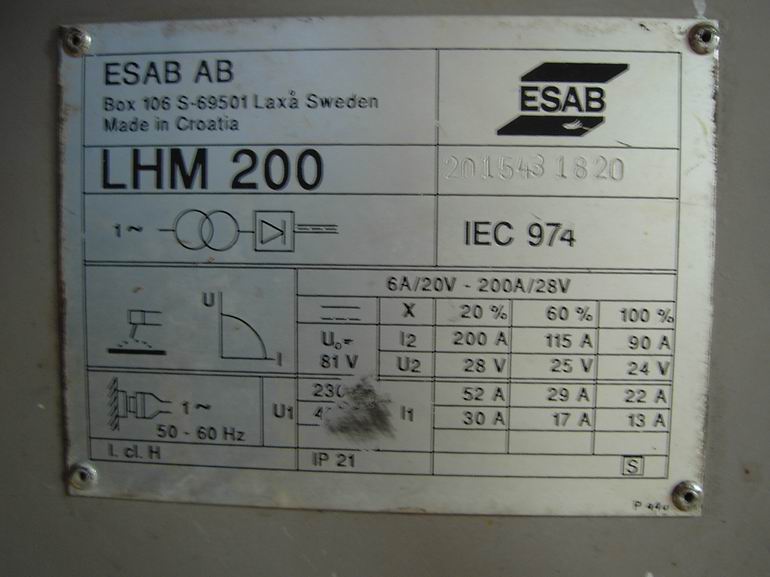 ESAB AB
Box 106 S-69501 Laxå Sweden
Made in Croatia
ESAB
LHM 200
201543 1820
1~
IEC 974
6A/20V - 200A/28V
U
I
X 20 % 60 % 100 %
U₀= I2 200 A 115 A 90 A
81 V U2 28 V 25 V 24 V
1~ U1 I1 52 A 29 A 22 A
30 A 17 A 13 A
50 - 60 Hz
I. cl. H IP 21 S